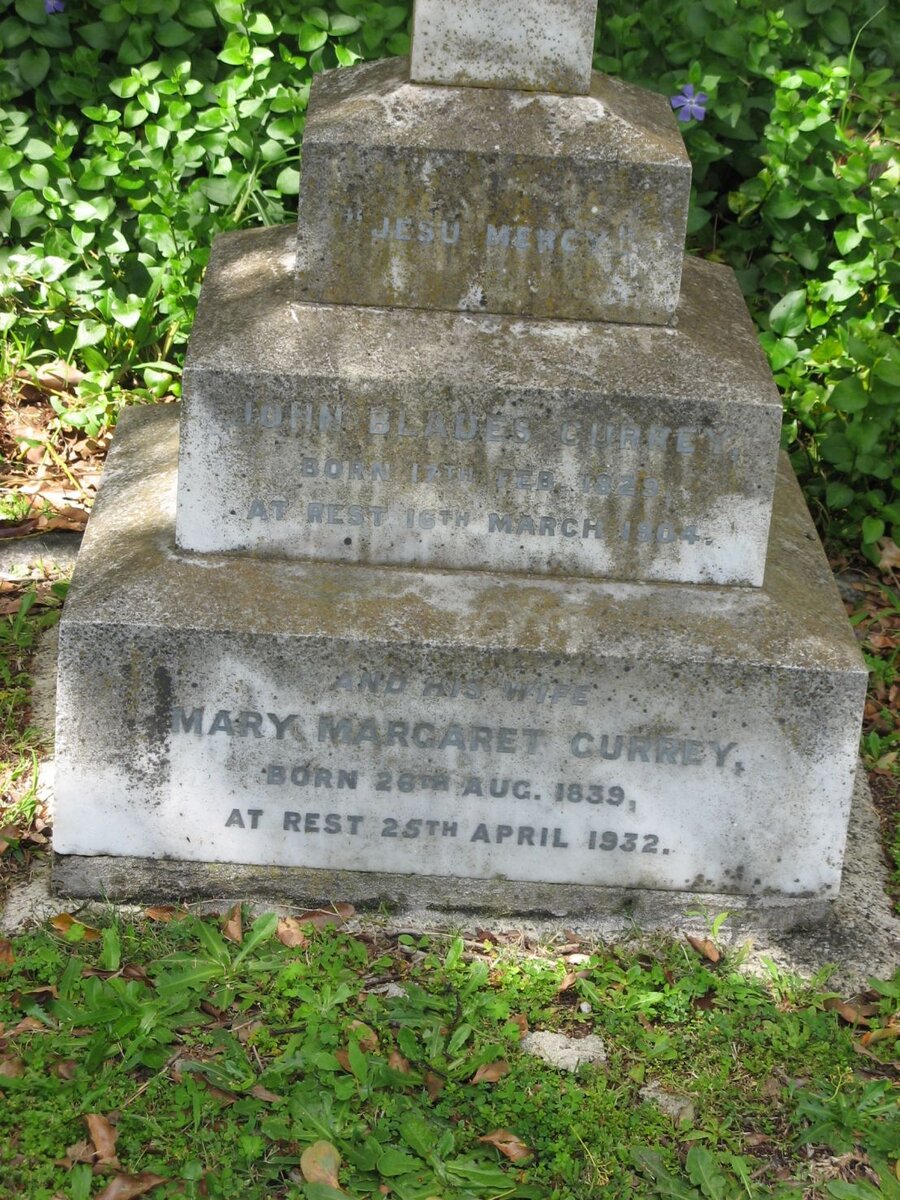 "JESU MERCY"
JOHN BLADES CURREY,
BORN 17TH FEB. 1829,
AT REST 16TH MARCH 1904.
AND HIS WIFE
MARY MARGARET CURREY,
BORN 26TH AUG. 1839,
AT REST 25TH APRIL 1932.